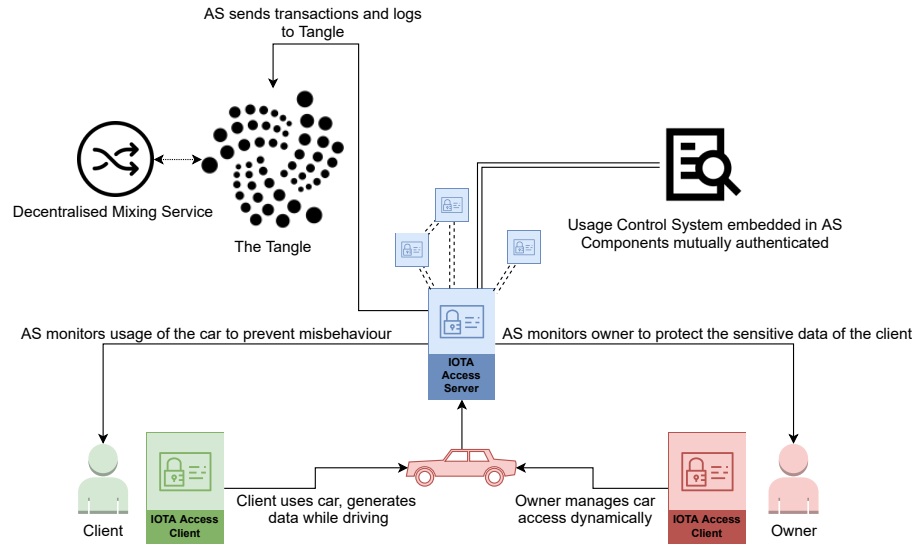 AS sends transactions and logs
to Tangle
Decentralised Mixing Service
The Tangle
Usage Control System embedded in AS
Components mutually authenticated
AS monitors usage of the car to prevent misbehaviour
AS monitors owner to protect the sensitive data of the client
IOTA
Access
Server
Client
IOTA Access
Client
Client uses car, generates
data while driving
Owner manages car
access dynamically
IOTA Access
Client
Owner